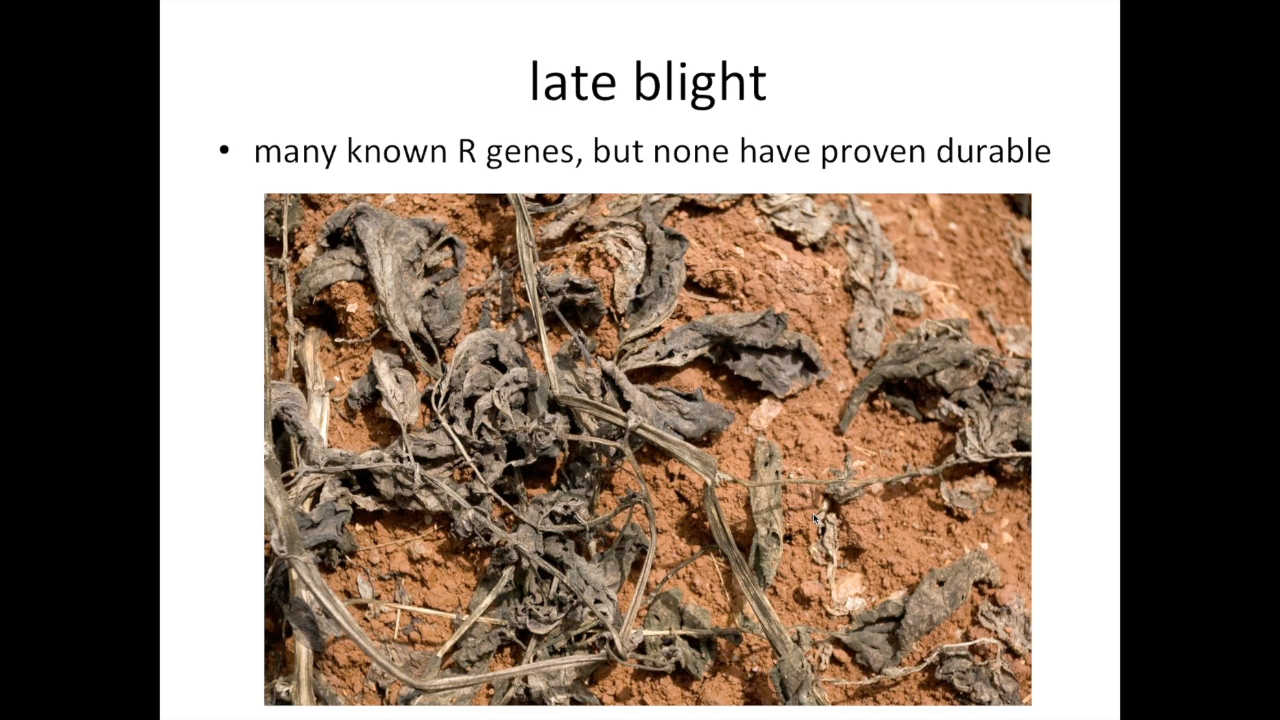 late blight
• many known R genes, but none have proven durable